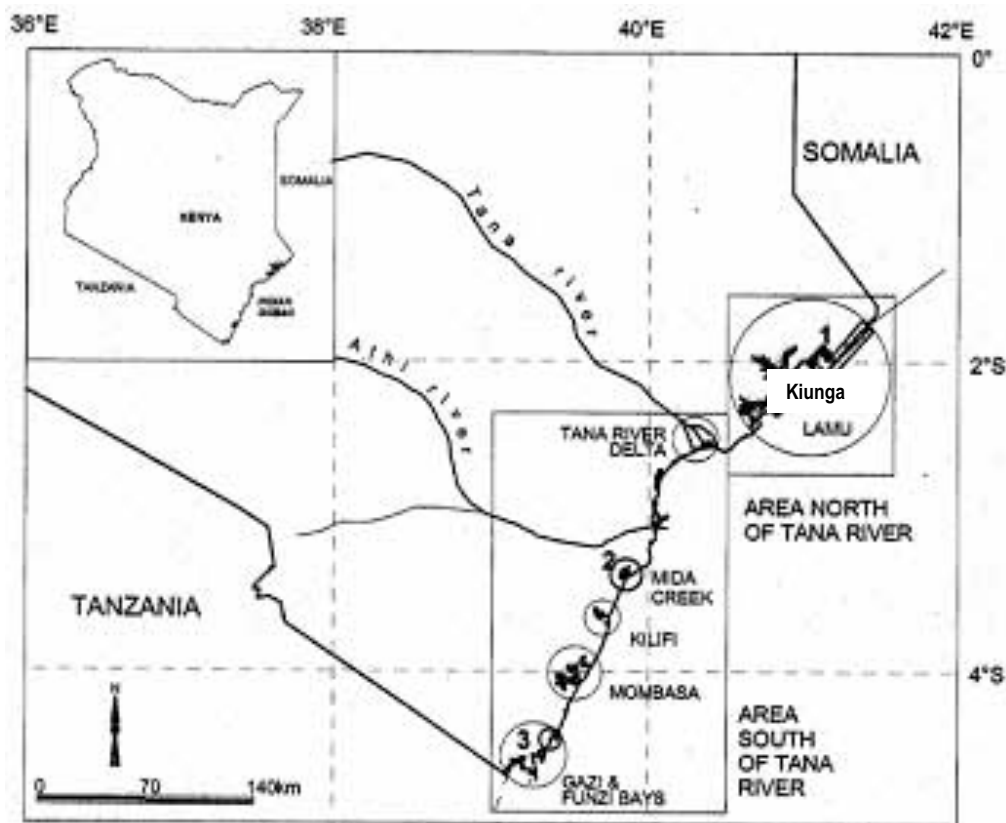 36°E
38°E
40°E
42°E
0°
SOMALIA
SOMALIA
KENYA
TANZANIA
INDIAN
OCEAN
Tana river
Athi river
1
2°S
Kiunga
LAMU
TANA RIVER
DELTA
AREA NORTH
OF TANA RIVER
2
MIDA
CREEK
TANZANIA
KILIFI
4°S
MOMBASA
N
3
AREA
SOUTH
OF TANA
RIVER
GAZI &
FUNZI BAYS
0 70 140km